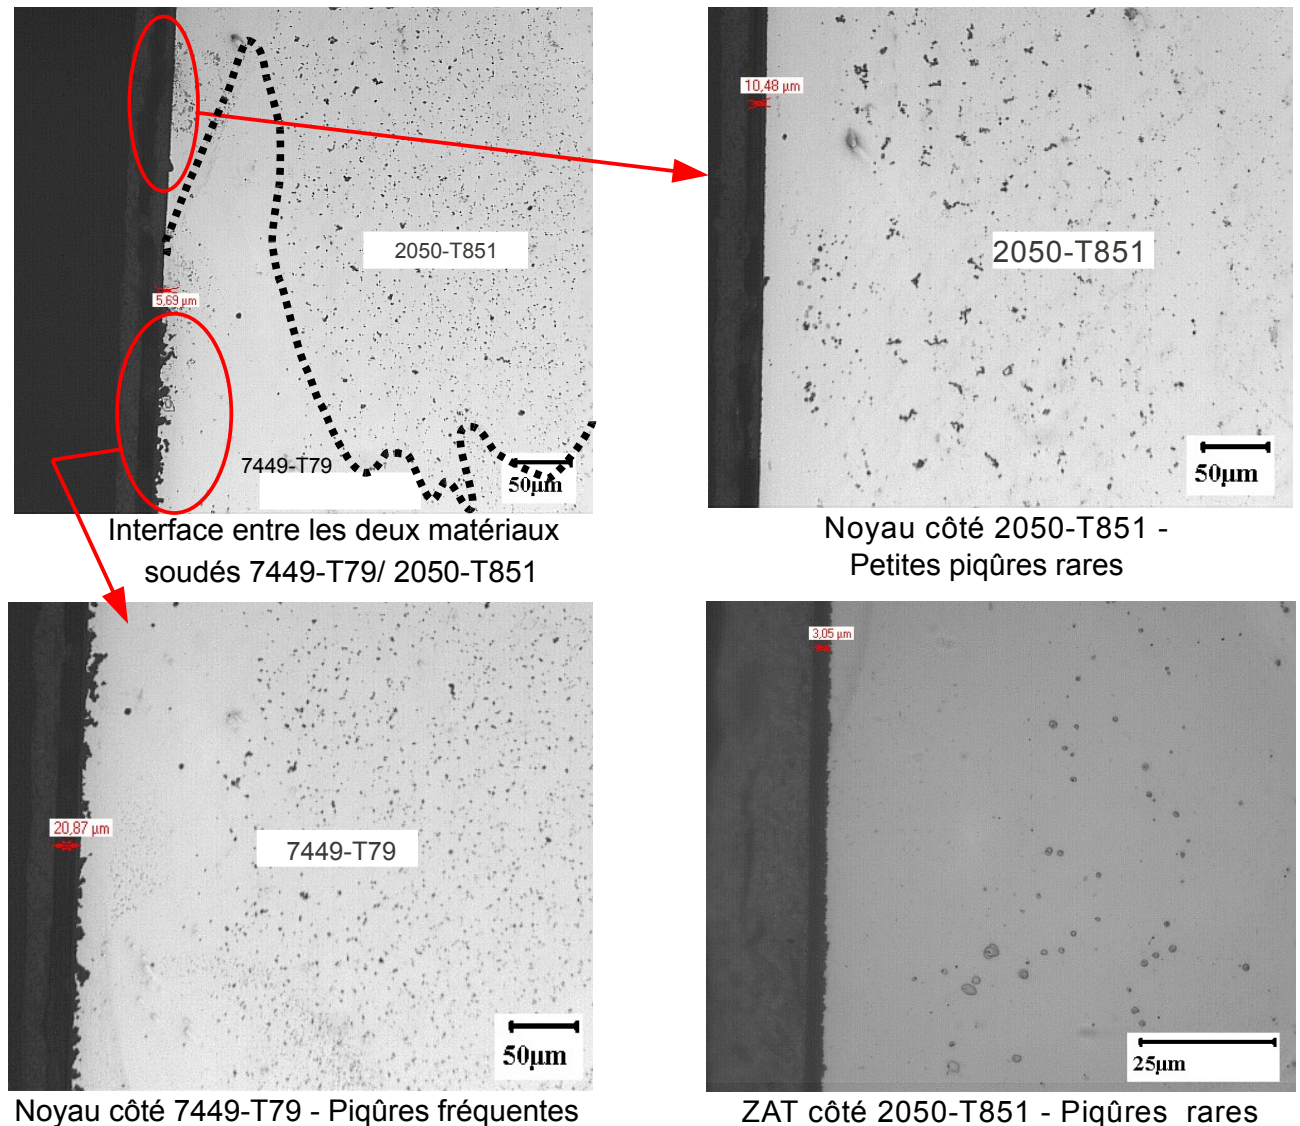 10,48 µm
2050-T851
2050-T851
5,69 µm
7449-T79
50µm
50µm
Interface entre les deux matériaux
soudés 7449-T79/ 2050-T851
Noyau côté 2050-T851 -
Petites piqûres rares
3,05 µm
20,87 µm
7449-T79
50µm
25µm
Noyau côté 7449-T79 - Piqûres fréquentes
ZAT côté 2050-T851 - Piqûres rares